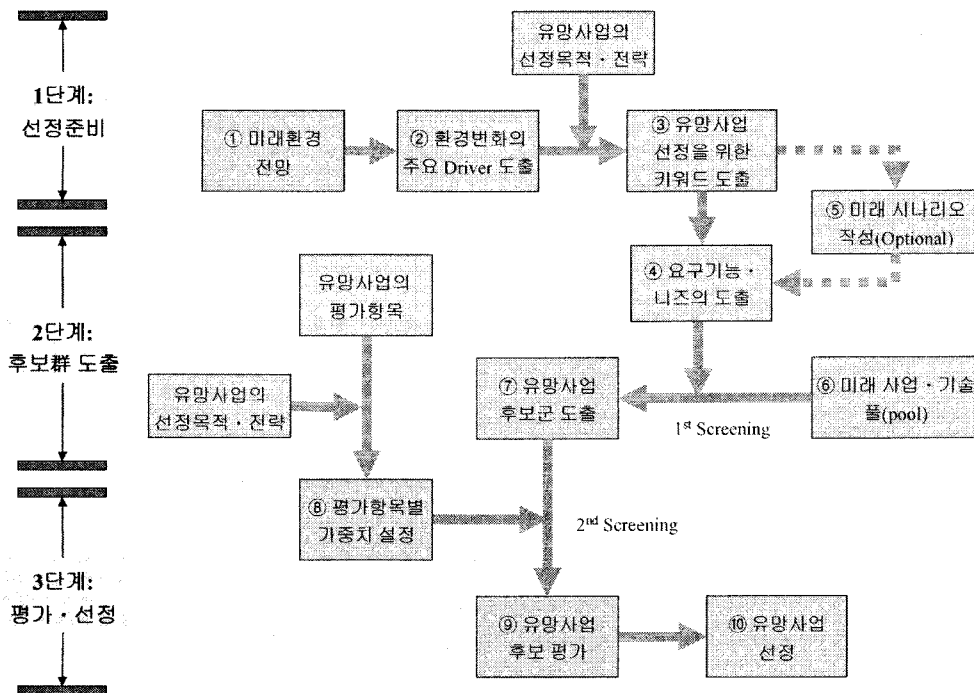 1단계:
선정준비
유망사업의
선정목적·전략
① 미래환경
전망
② 환경변화의
주요 Driver 도출
③ 유망사업
선정을 위한
키워드 도출
⑤ 미래 시나리오
작성(Optional)
④ 요구기능·
니즈의 도출
2단계:
후보群 도출
유망사업의
평가항목
유망사업의
선정목적·전략
⑦ 유망사업
후보군 도출
1st Screening
⑥ 미래 사업·기술
풀(pool)
⑧ 평가항목별
가중치 설정
2nd Screening
3단계:
평가·선정
⑨ 유망사업
후보 평가
⑩ 유망사업
선정